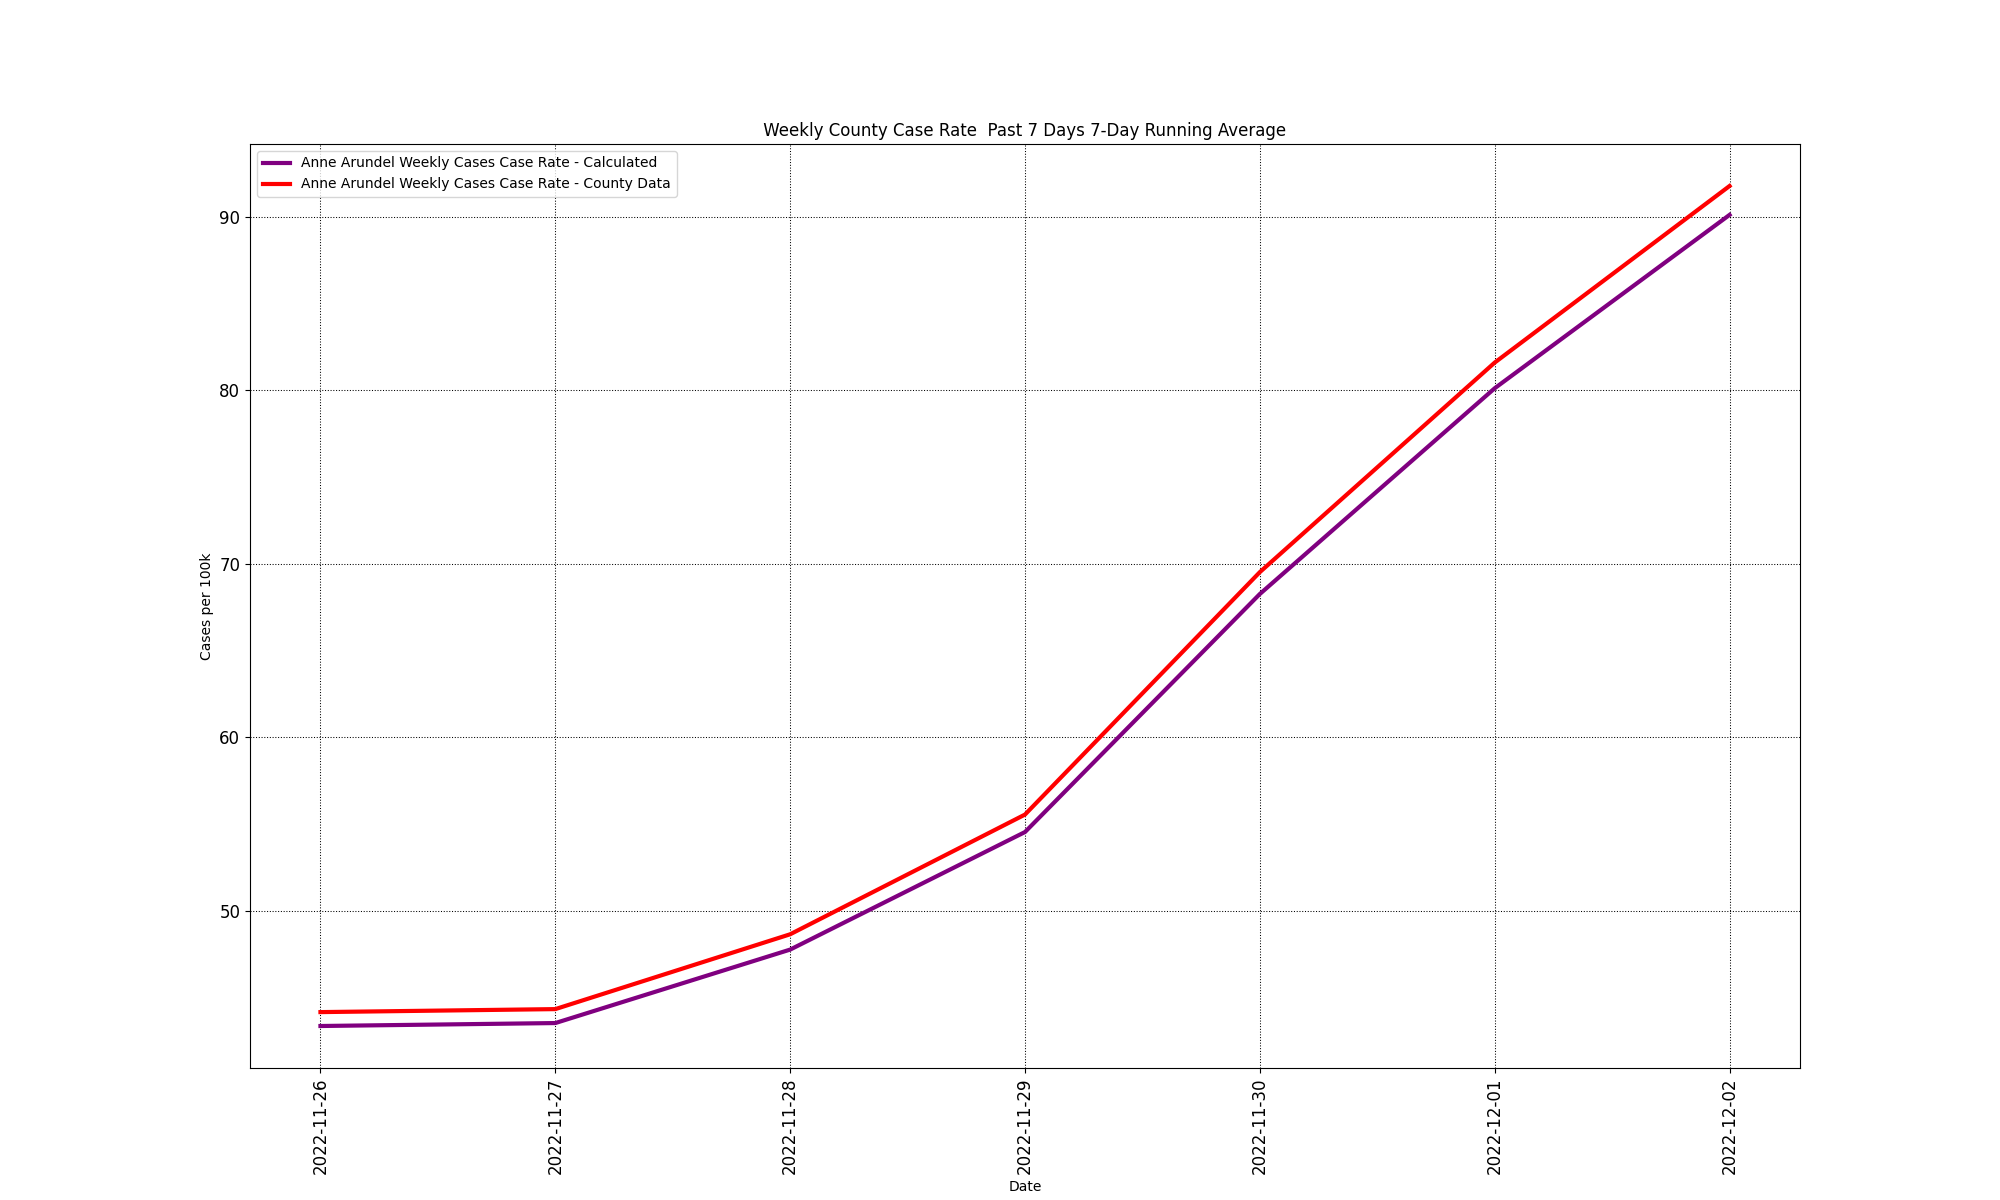 Weekly County Case Rate  Past 7 Days 7-Day Running Average
Anne Arundel Weekly Cases Case Rate - Calculated
Anne Arundel Weekly Cases Case Rate - County Data
90
80
70
60
50
Cases per 100k
2022-11-26
2022-11-27
2022-11-28
2022-11-29
2022-11-30
2022-12-01
2022-12-02
Date